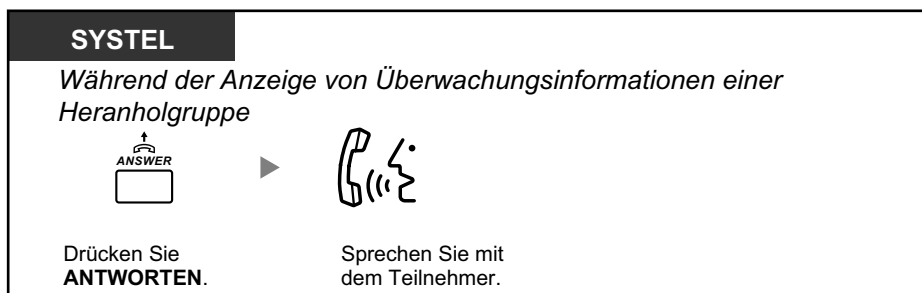 SYSTEL
Während der Anzeige von Überwachungsinformationen einer
Heranholgruppe
ANSWER
Drücken Sie
ANTWORTEN.
Sprechen Sie mit
dem Teilnehmer.